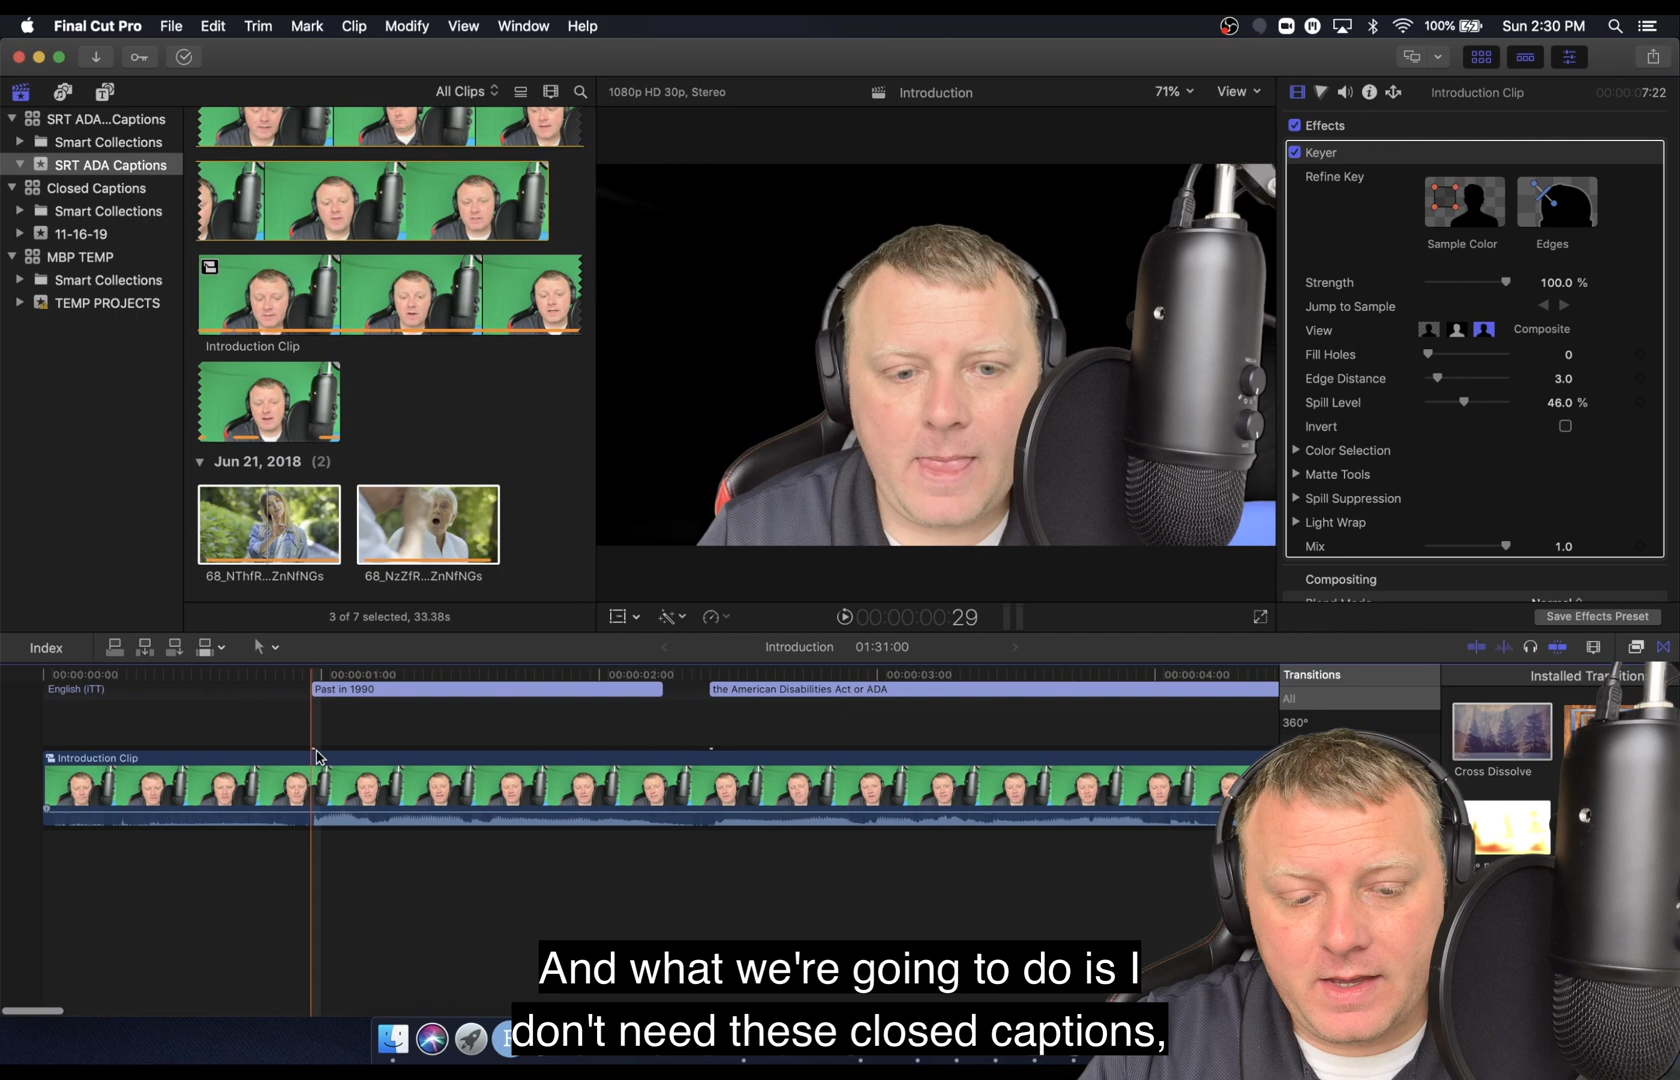 Final Cut Pro File Edit Trim Mark Clip Modify View Window Help 100% Sun 2:30 PM
All Clips 1080p HD 30p, Stereo Introduction 71% View Introduction Clip 00:00:00:07:22
SRT ADA...Captions
Smart Collections
SRT ADA Captions
Closed Captions
Smart Collections
11-16-19
MBP TEMP
Smart Collections
TEMP PROJECTS
Introduction Clip
Jun 21, 2018 (2)
68_NThfR...ZnNfNGs 68_NzZfR...ZnNfNGs
3 of 7 selected, 33.38s
00:00:00:29
Effects
Keyer
Refine Key
Sample Color Edges
Strength 100.0 %
Jump to Sample
View Composite
Fill Holes 0
Edge Distance 3.0
Spill Level 46.0 %
Invert
Color Selection
Matte Tools
Spill Suppression
Light Wrap
Mix 1.0
Compositing
Blend Mode Normal
Save Effects Preset
Index Introduction 01:31:00
00:00:00:00 00:00:01:00 00:00:02:00 00:00:03:00 00:00:04:00
English (iTT) Past in 1990 the American Disabilities Act or ADA
Introduction Clip
Transitions Installed Transition
All
360°
Cross Dissolve
And what we're going to do is I
don't need these closed captions,